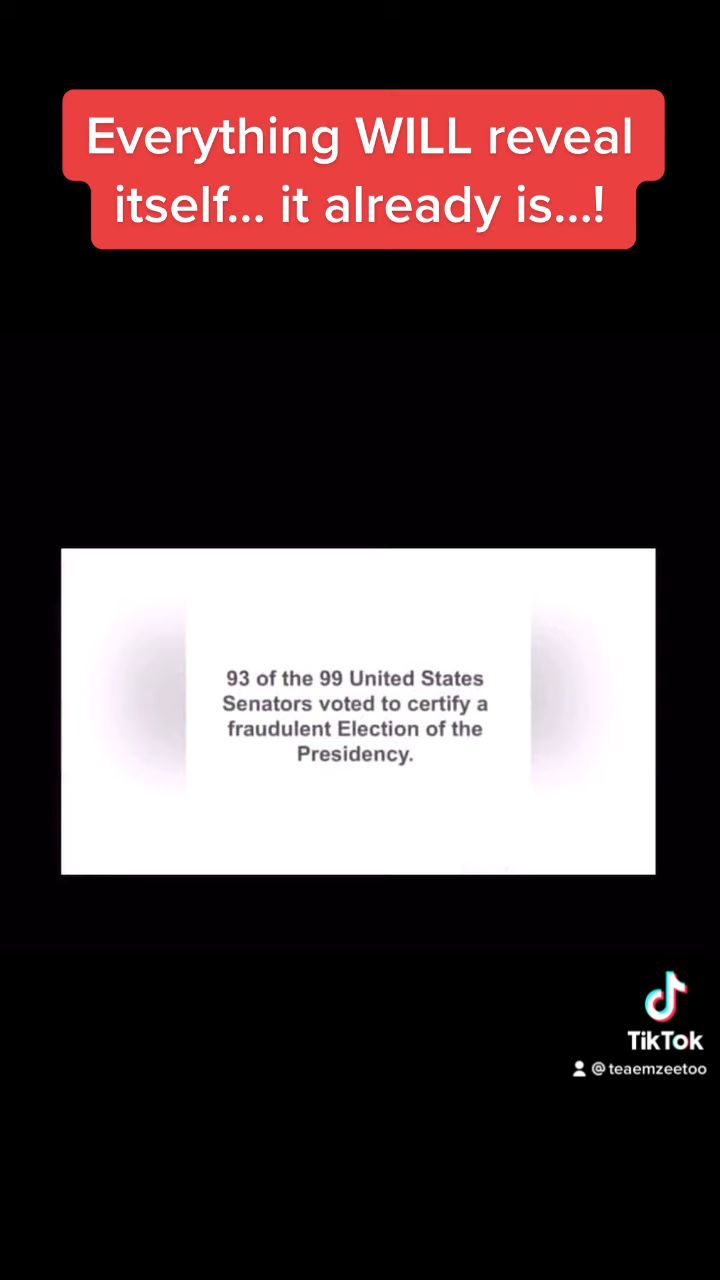 Everything WILL reveal
itself... it already is...!
93 of the 99 United States
Senators voted to certify a
fraudulent Election of the
Presidency.
TikTok
@teaemzeetoo